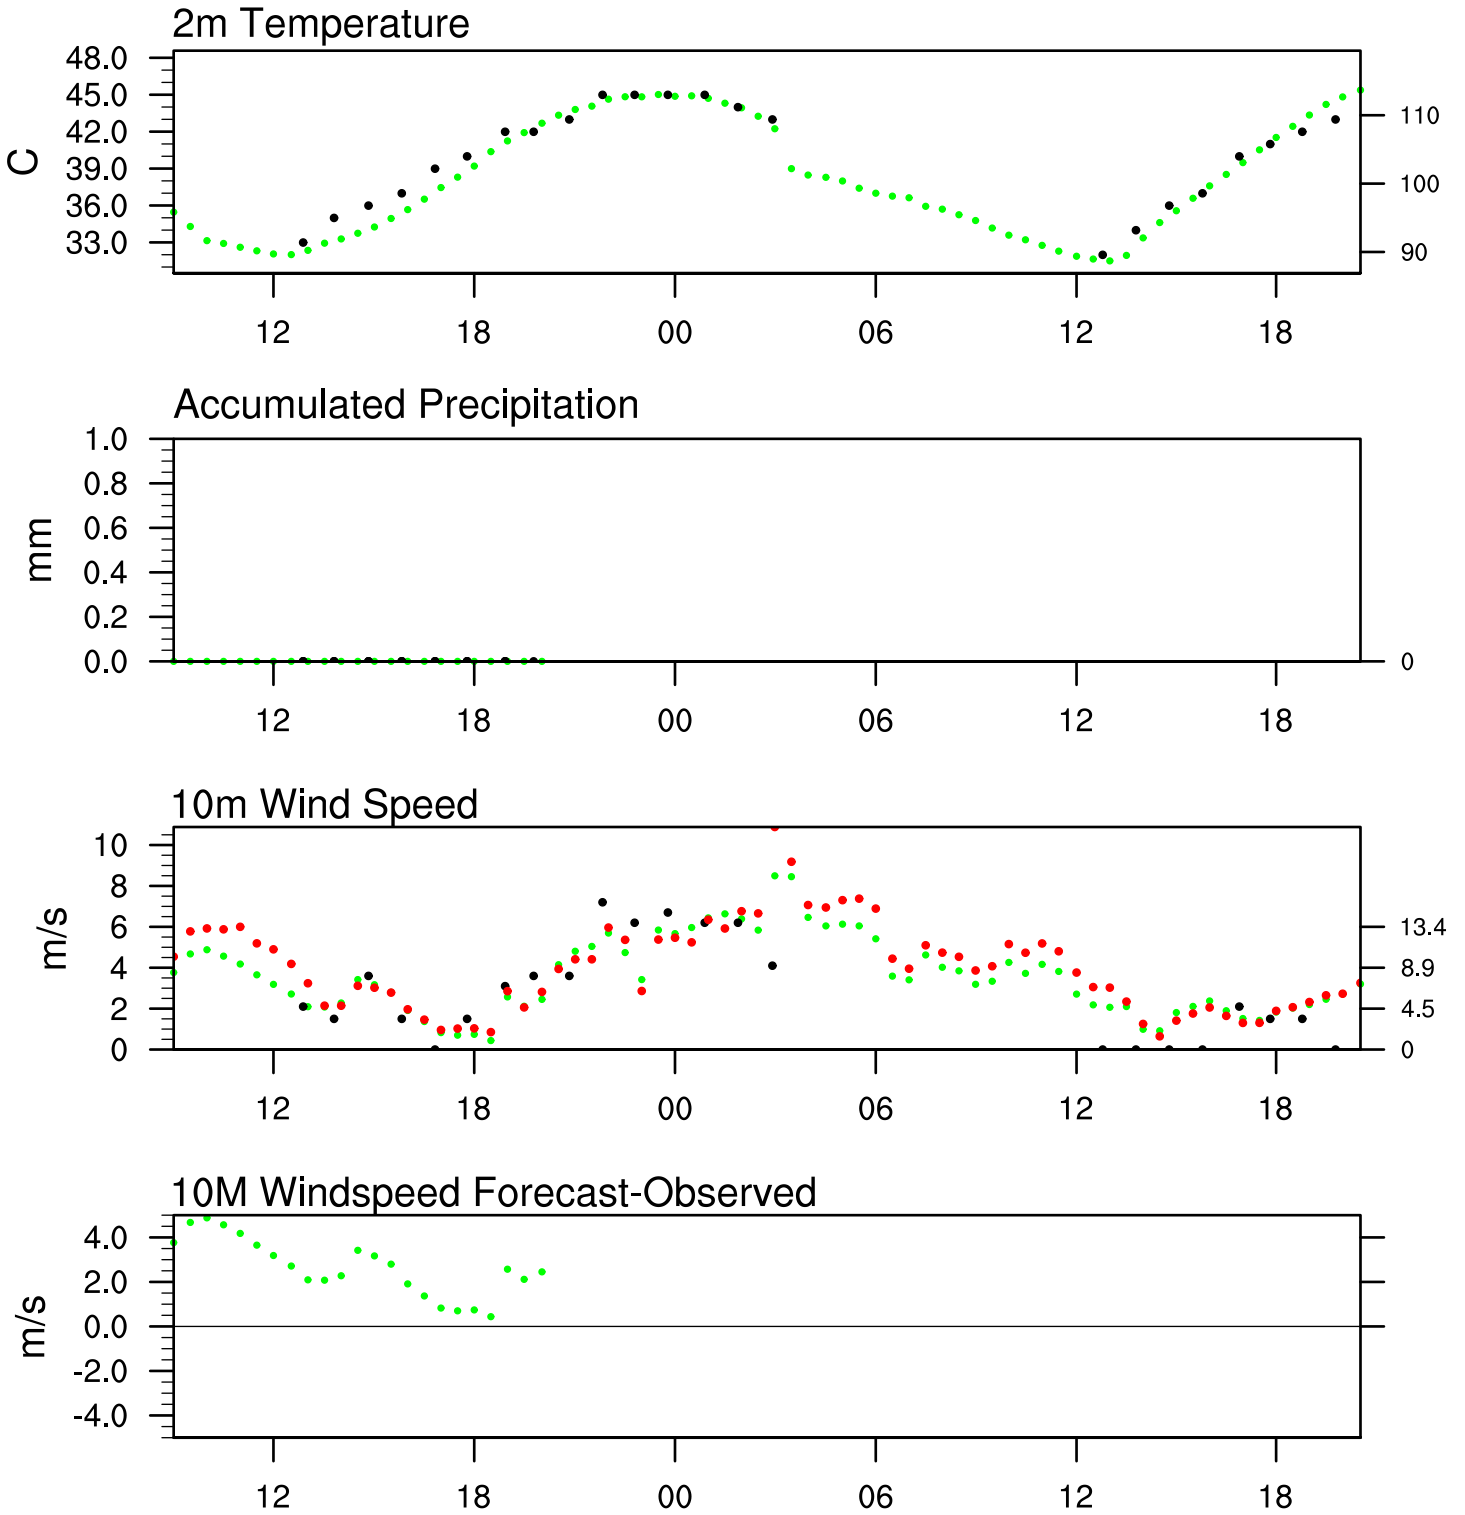 2m Temperature
48.0
45.0
42.0
39.0
36.0
33.0
C
110
100
90
12 18 00 06 12 18
Accumulated Precipitation
1.0
0.8
0.6
0.4
0.2
0.0
mm
0
12 18 00 06 12 18
10m Wind Speed
10
8
6
4
2
0
m/s
13.4
8.9
4.5
0
12 18 00 06 12 18
10M Windspeed Forecast-Observed
4.0
2.0
0.0
-2.0
-4.0
m/s
12 18 00 06 12 18